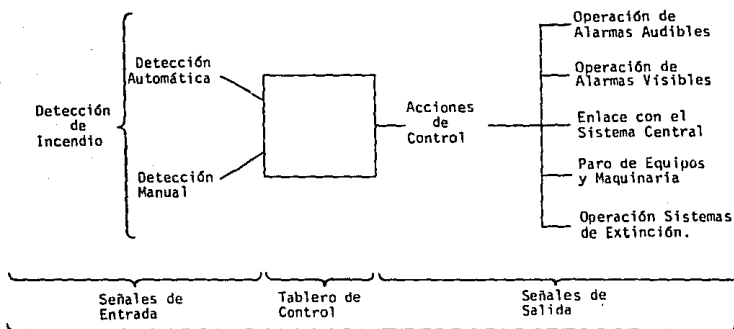 Detección
de
Incendio
Detección
Automática
Detección
Manual
Acciones
de
Control
Operación de
Alarmas Audibles
Operación de
Alarmas Visibles
Enlace con el
Sistema Central
Paro de Equipos
y Maquinaria
Operación Sistemas
de Extinción.
Señales de
Entrada
Tablero de
Control
Señales de
Salida